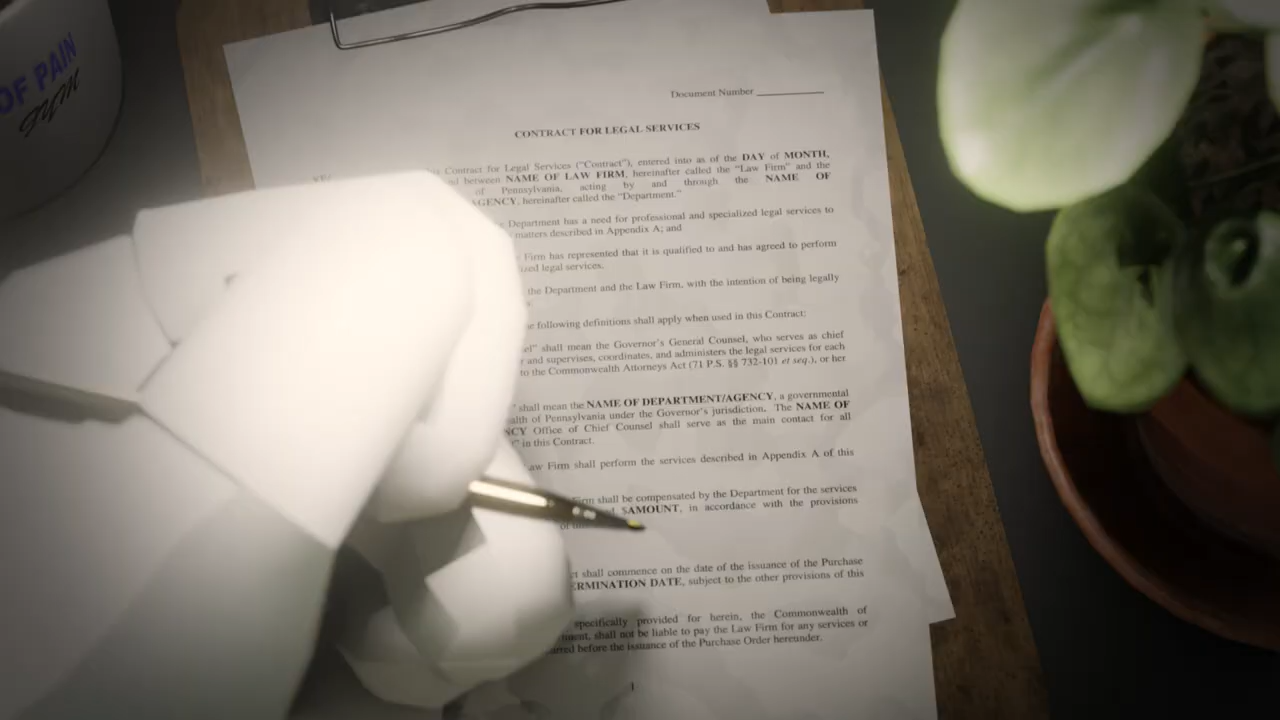 OF PAIN
GYM
Document Number
CONTRACT FOR LEGAL SERVICES
Contract for Legal Services ("Contract"), entered into as of the DAY of MONTH,
between NAME OF LAW FIRM, hereinafter called the "Law Firm" and the
of Pennsylvania, acting by and through the NAME OF
AGENCY, hereinafter called the "Department."
Department has a need for professional and specialized legal services to
matters described in Appendix A; and
Firm has represented that it is qualified to and has agreed to perform
legal services.
the Department and the Law Firm, with the intention of being legally
following definitions shall apply when used in this Contract:
shall mean the Governor's General Counsel, who serves as chief
and supervises, coordinates, and administers the legal services for each
to the Commonwealth Attorneys Act (71 P.S. §§ 732-101 et seq.), or her
" shall mean the NAME OF DEPARTMENT/AGENCY, a governmental
of Pennsylvania under the Governor's jurisdiction. The NAME OF
Office of Chief Counsel shall serve as the main contact for all
" in this Contract.
Law Firm shall perform the services described in Appendix A of this
Firm shall be compensated by the Department for the services
$AMOUNT, in accordance with the provisions
of
shall commence on the date of the issuance of the Purchase
TERMINATION DATE, subject to the other provisions of this
specifically provided for herein, the Commonwealth of
shall not be liable to pay the Law Firm for any services or
before the issuance of the Purchase Order hereunder.
1